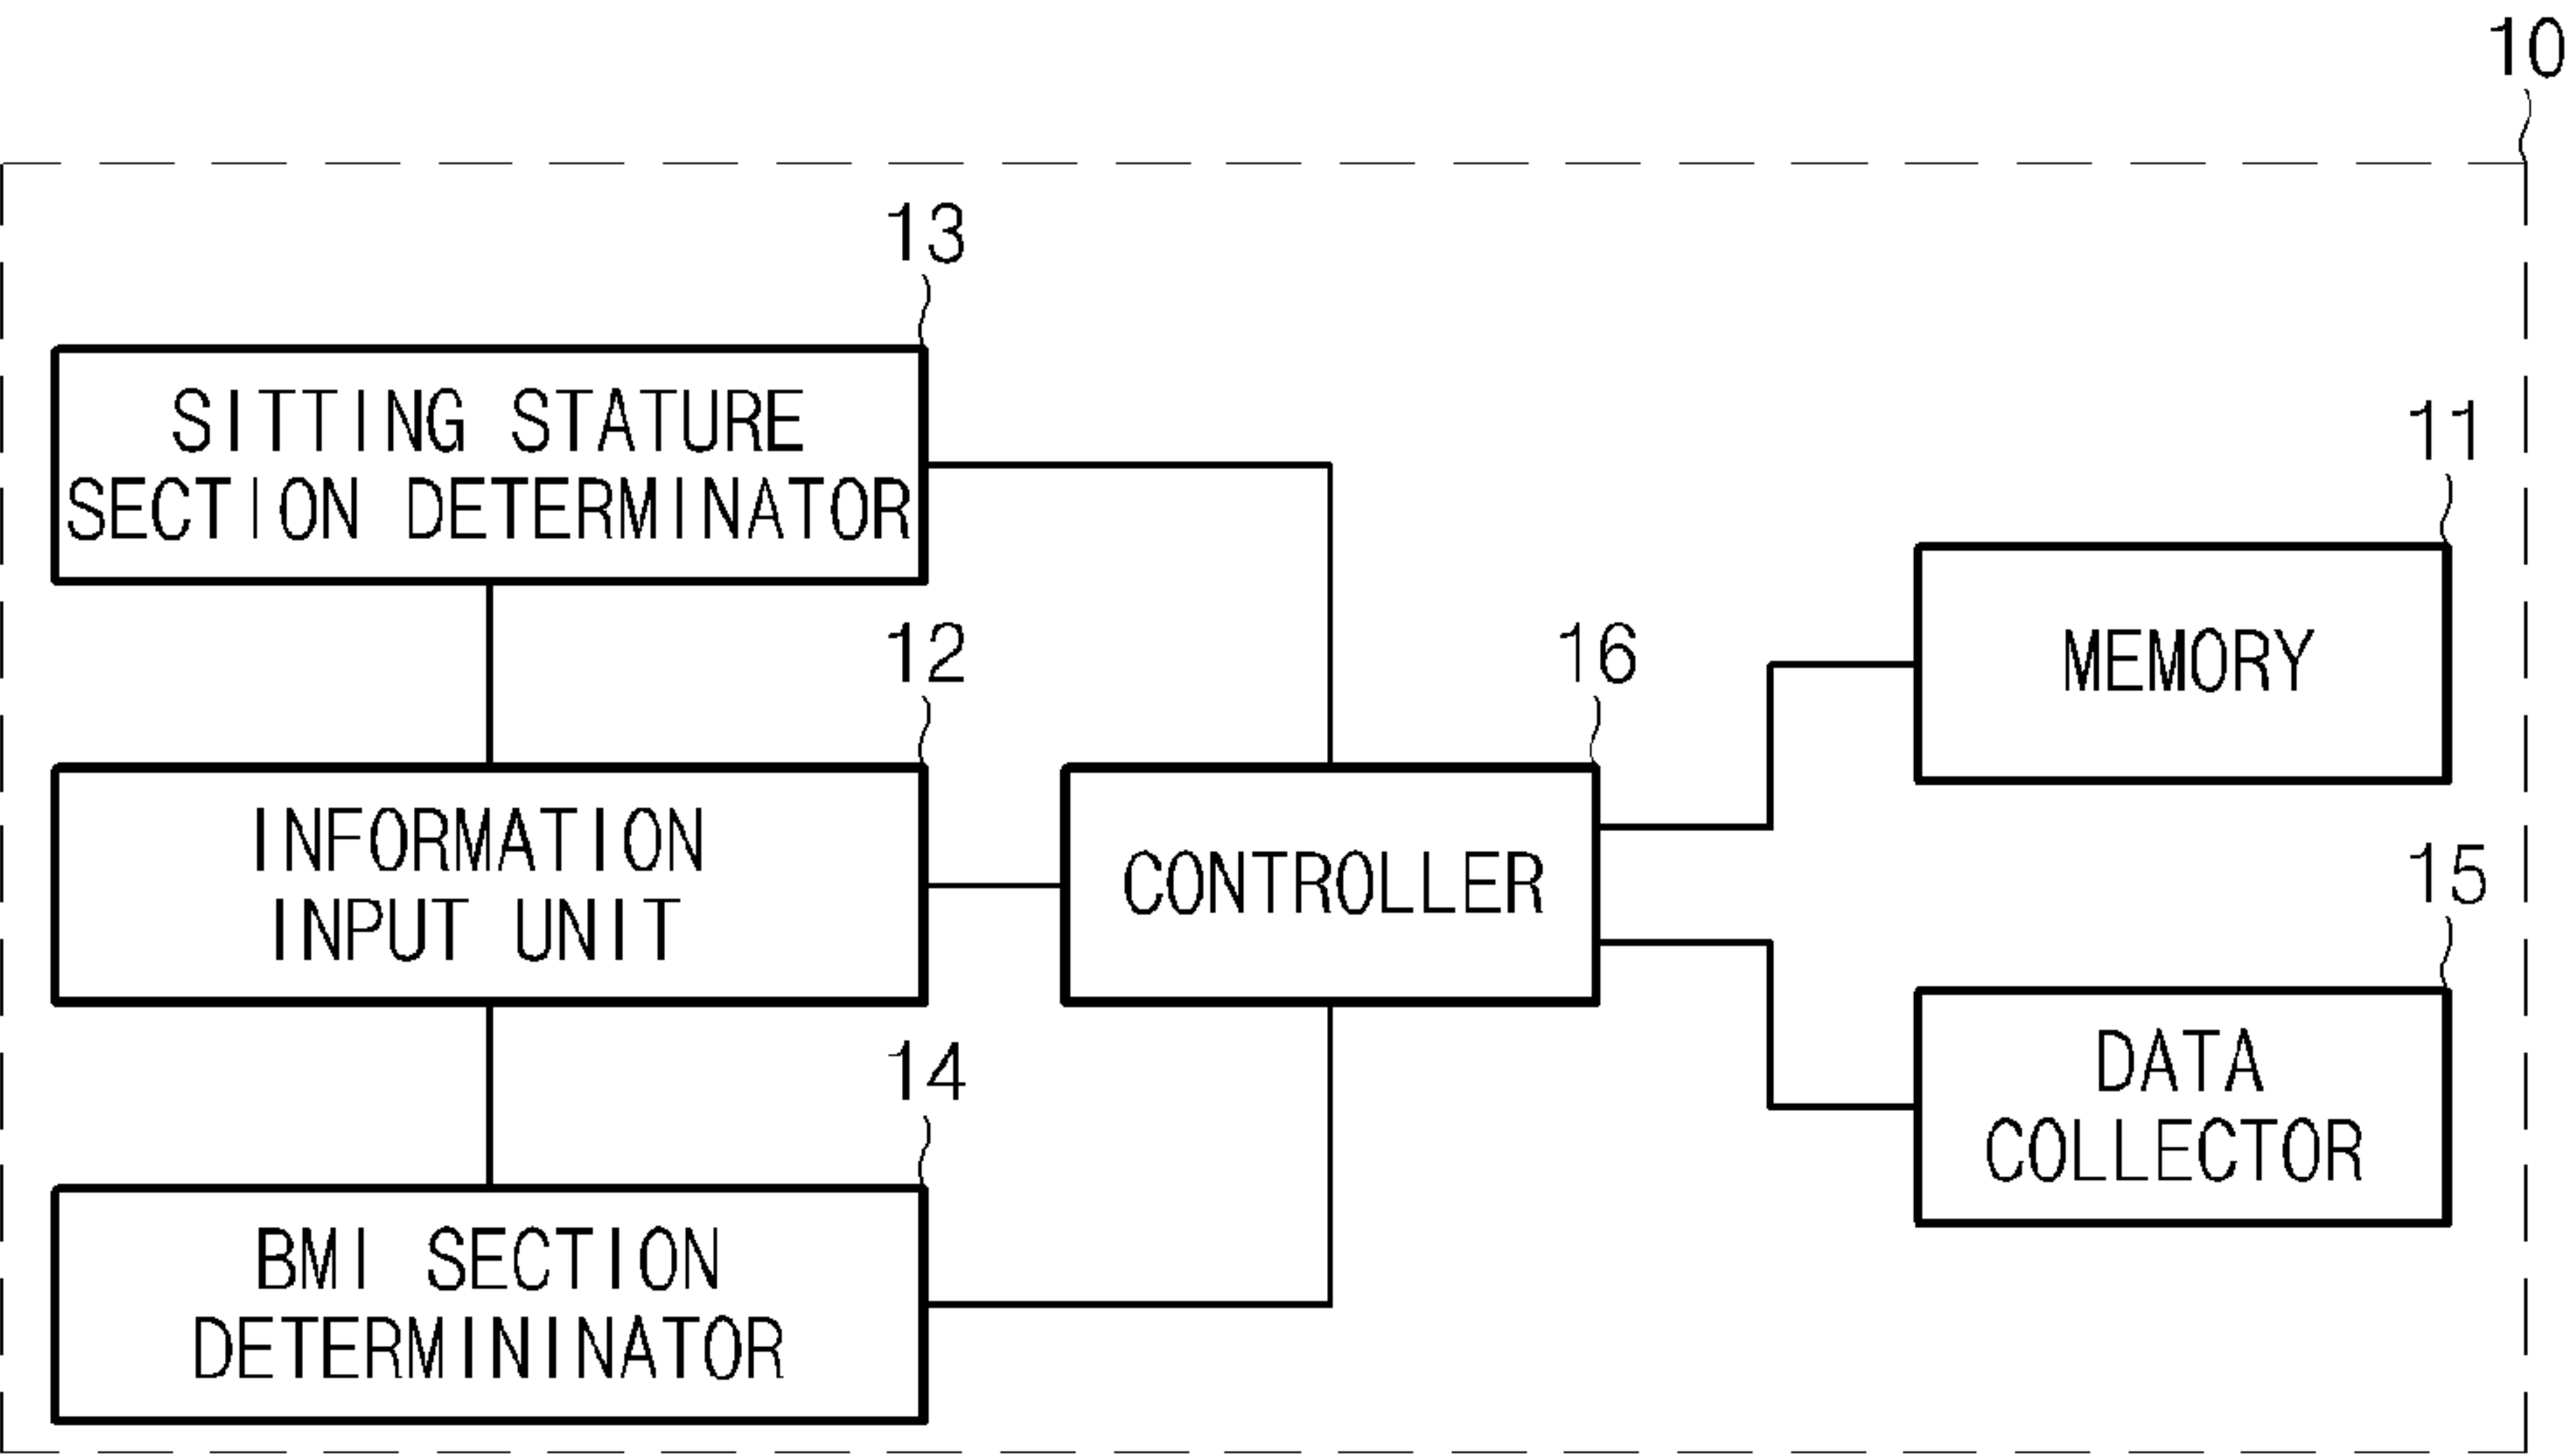 10
13
SITTING STATURE
SECTION DETERMINATOR
11
MEMORY
12
INFORMATION
INPUT UNIT
16
CONTROLLER
15
DATA
COLLECTOR
14
BMI SECTION
DETERMININATOR